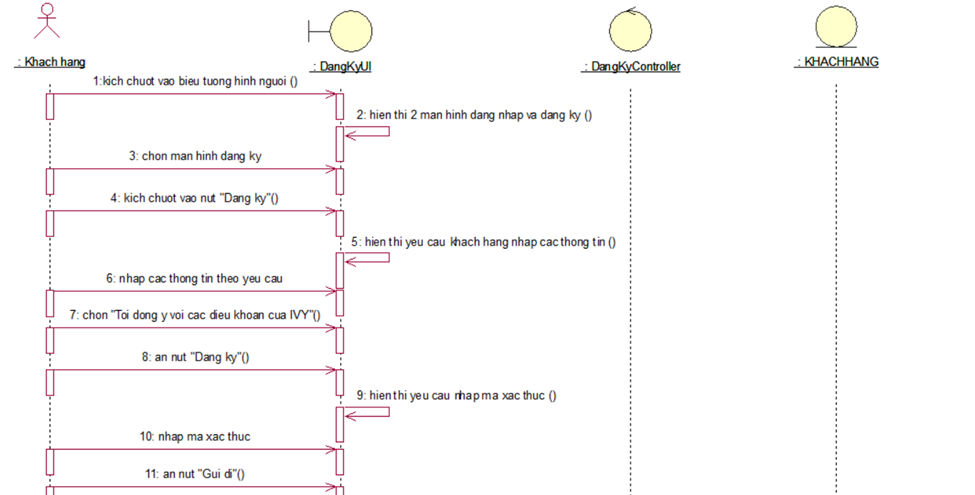 : Khach hang
: DangKyUI
: DangKyController
: KHACHHANG
1:kich chuot vao bieu tuong hinh nguoi ()
2: hien thi 2 man hinh dang nhap va dang ky ()
3: chon man hinh dang ky
4: kich chuot vao nut "Dang ky"()
5: hien thi yeu cau khach hang nhap cac thong tin ()
6: nhap cac thong tin theo yeu cau
7: chon "Toi dong y voi cac dieu khoan cua IVY"()
8: an nut "Dang ky"()
9: hien thi yeu cau nhap ma xac thuc ()
10: nhap ma xac thuc
11: an nut "Gui di"()